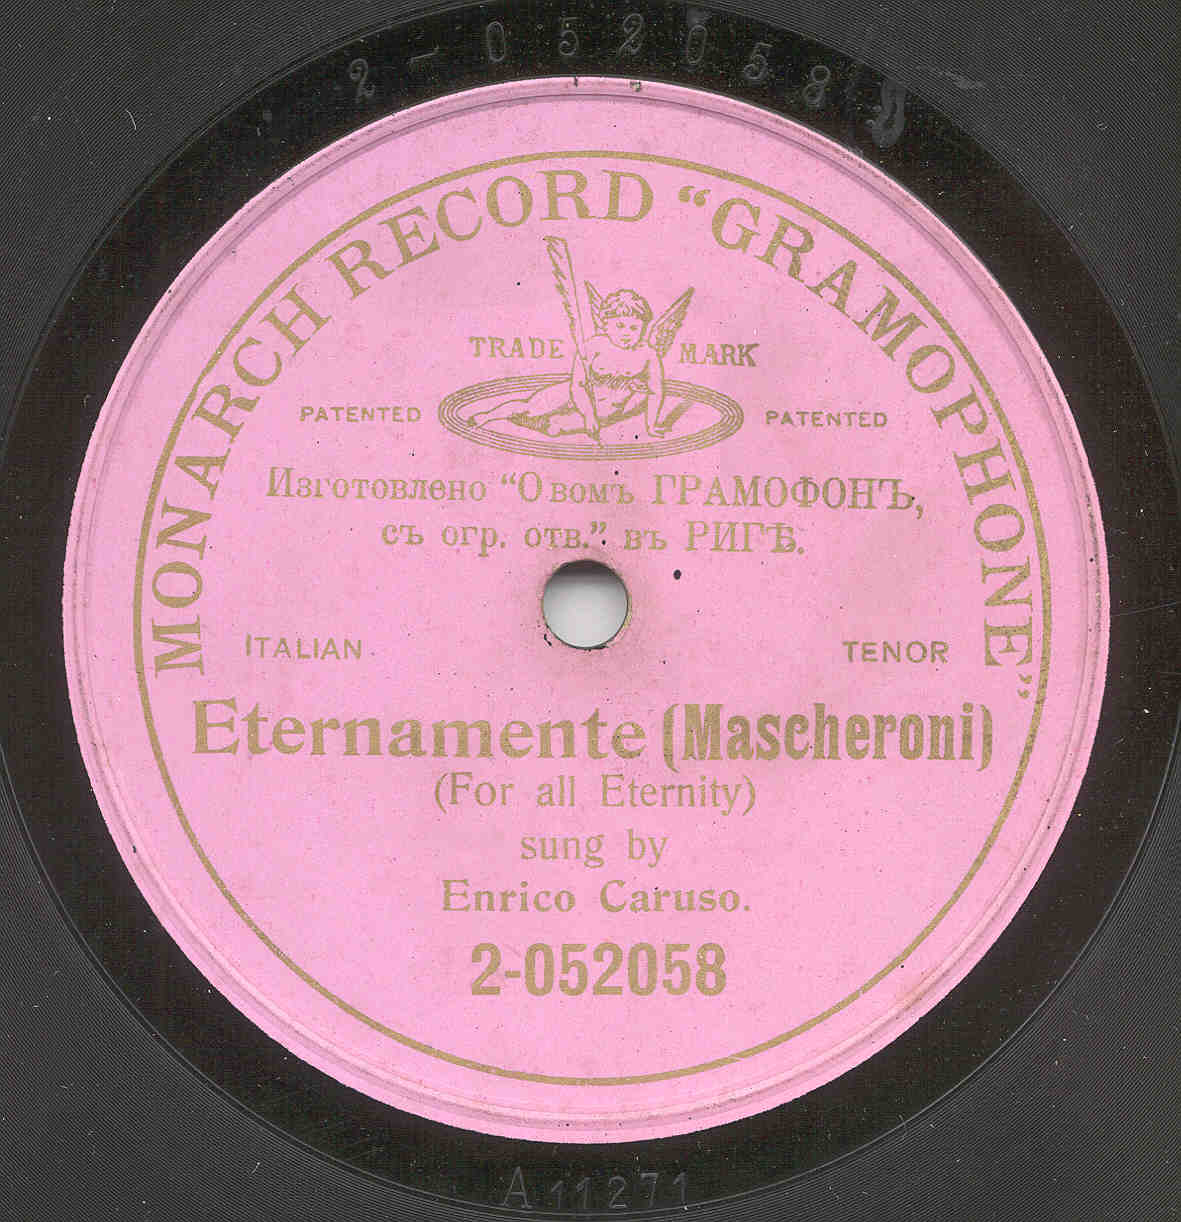 2-052058
MONARCH RECORD “GRAMOPHONE”
TRADE MARK
PATENTED PATENTED
Изготовлено “О вомъ ГРАМОФОНЪ,
съ огр. отв.” въ РИГѢ.
ITALIAN TENOR
Eternamente (Mascheroni)
(For all Eternity)
sung by
Enrico Caruso.
2-052058
A 11271